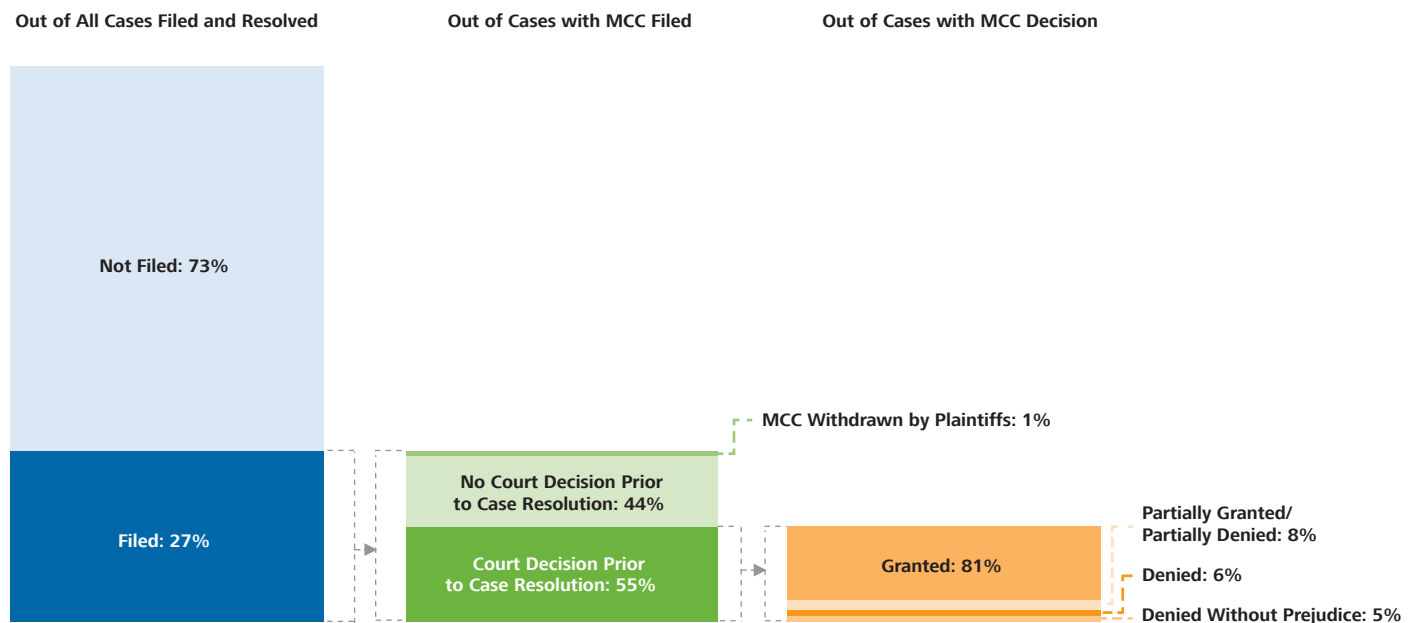 Out of All Cases Filed and Resolved
Out of Cases with MCC Filed
Out of Cases with MCC Decision
Not Filed: 73%
Filed: 27%
MCC Withdrawn by Plaintiffs: 1%
No Court Decision Prior
to Case Resolution: 44%
Court Decision Prior
to Case Resolution: 55%
Granted: 81%
Partially Granted/
Partially Denied: 8%
Denied: 6%
Denied Without Prejudice: 5%